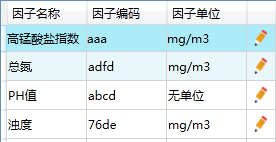 因子名称 因子编码 因子单位
高锰酸盐指数 aaa mg/m3
总氮 adfd mg/m3
PH值 abcd 无单位
浊度 76de mg/m3